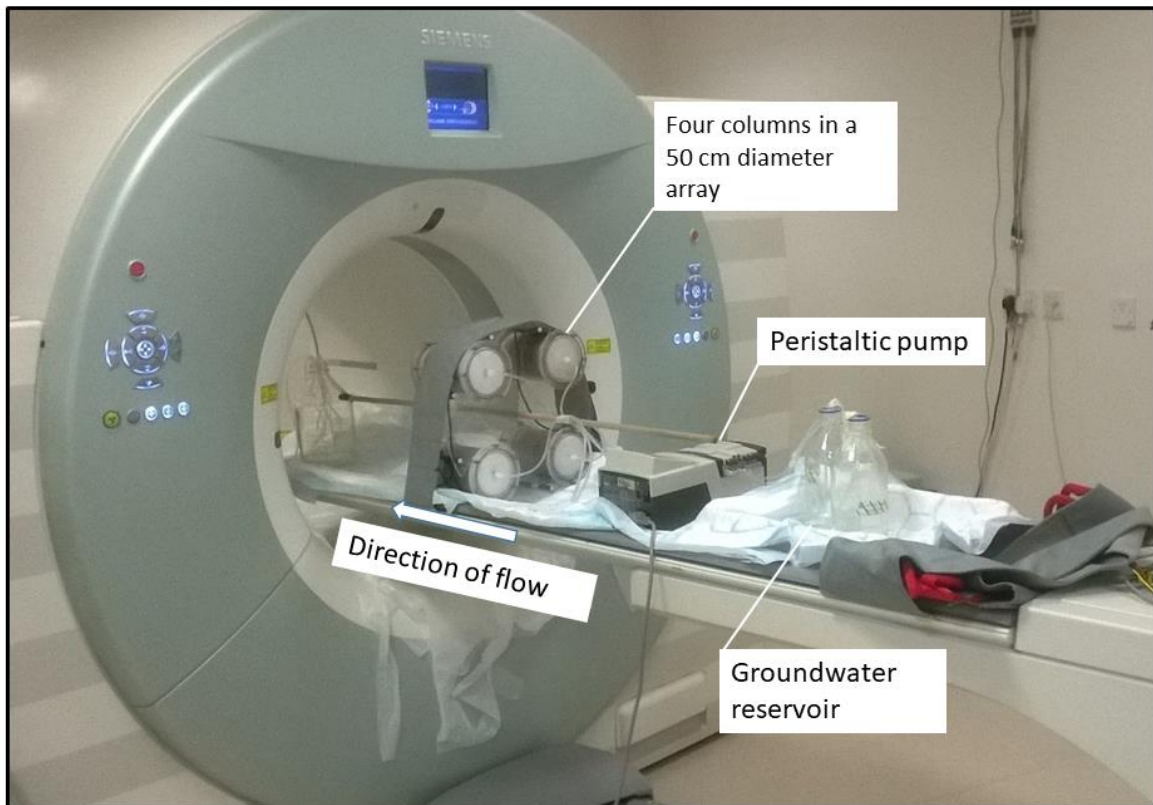 SIEMENS
Four columns in a
50 cm diameter
array
Peristaltic pump
Direction of flow
Groundwater
reservoir